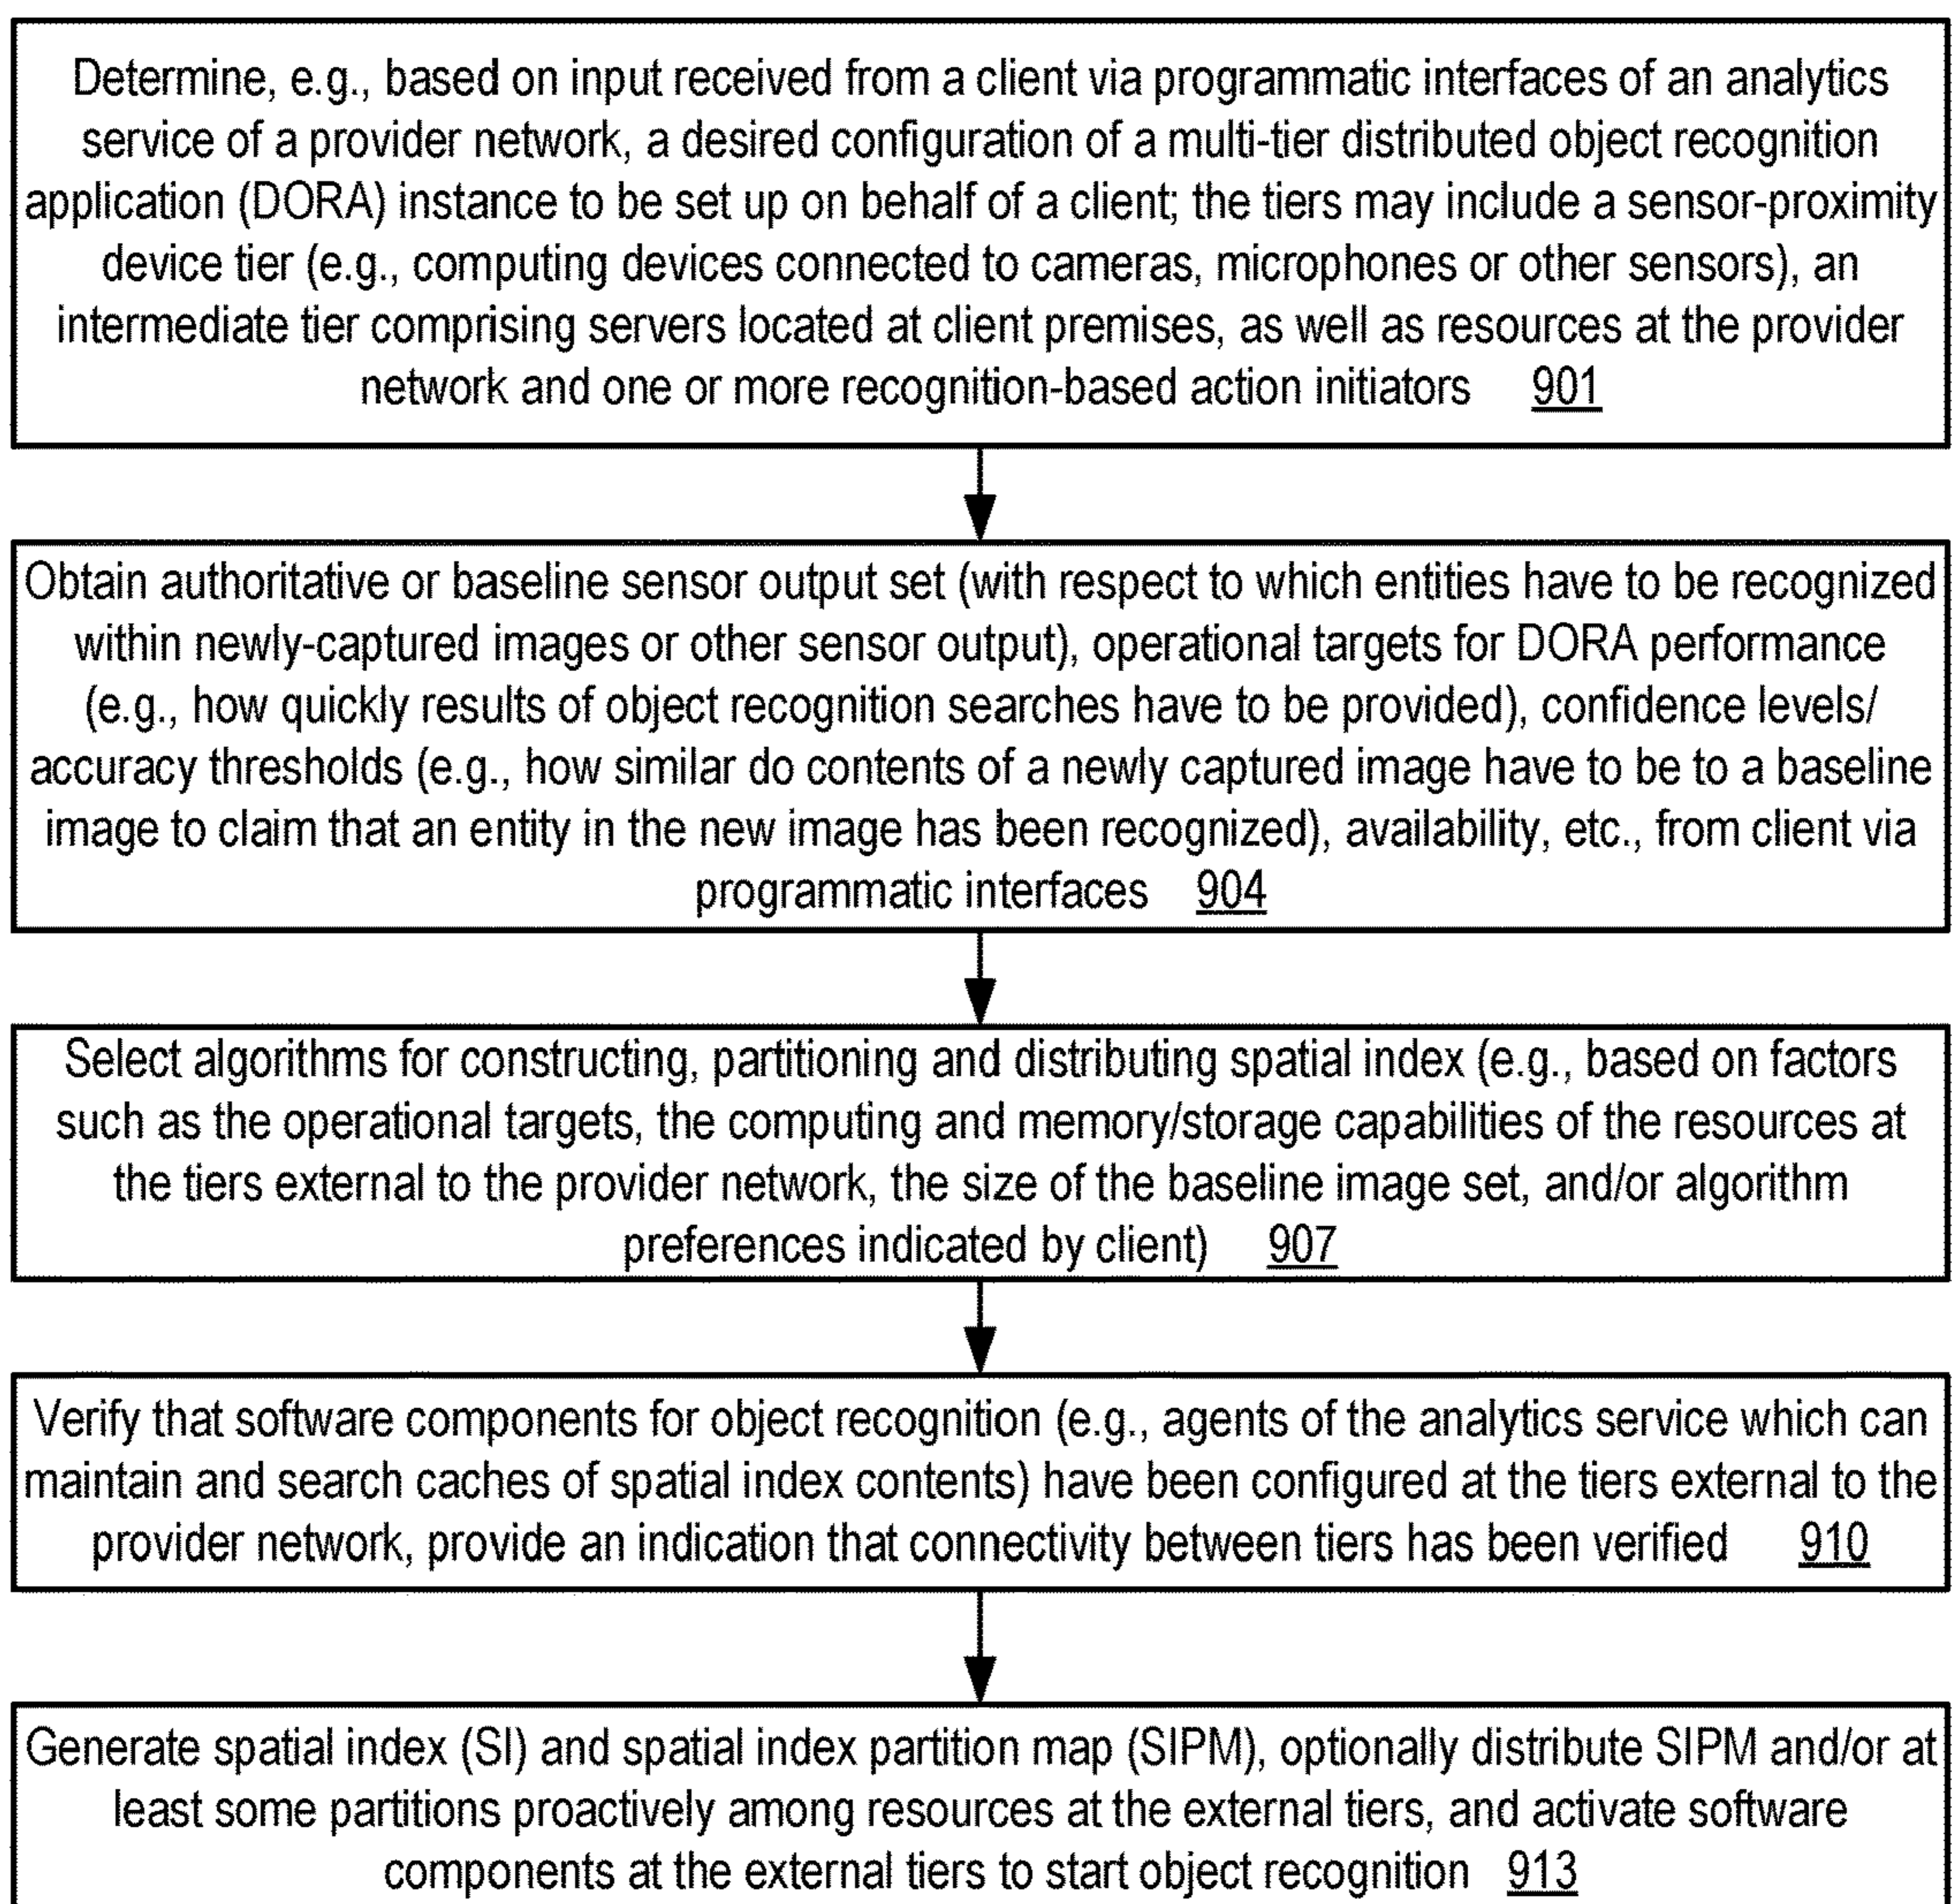 Determine, e.g., based on input received from a client via programmatic interfaces of an analytics
service of a provider network, a desired configuration of a multi-tier distributed object recognition
application (DORA) instance to be set up on behalf of a client; the tiers may include a sensor-proximity
device tier (e.g., computing devices connected to cameras, microphones or other sensors), an
intermediate tier comprising servers located at client premises, as well as resources at the provider
network and one or more recognition-based action initiators 901
Obtain authoritative or baseline sensor output set (with respect to which entities have to be recognized
within newly-captured images or other sensor output), operational targets for DORA performance
(e.g., how quickly results of object recognition searches have to be provided), confidence levels/
accuracy thresholds (e.g., how similar do contents of a newly captured image have to be to a baseline
image to claim that an entity in the new image has been recognized), availability, etc., from client via
programmatic interfaces 904
Select algorithms for constructing, partitioning and distributing spatial index (e.g., based on factors
such as the operational targets, the computing and memory/storage capabilities of the resources at
the tiers external to the provider network, the size of the baseline image set, and/or algorithm
preferences indicated by client) 907
Verify that software components for object recognition (e.g., agents of the analytics service which can
maintain and search caches of spatial index contents) have been configured at the tiers external to the
provider network, provide an indication that connectivity between tiers has been verified 910
Generate spatial index (SI) and spatial index partition map (SIPM), optionally distribute SIPM and/or at
least some partitions proactively among resources at the external tiers, and activate software
components at the external tiers to start object recognition 913